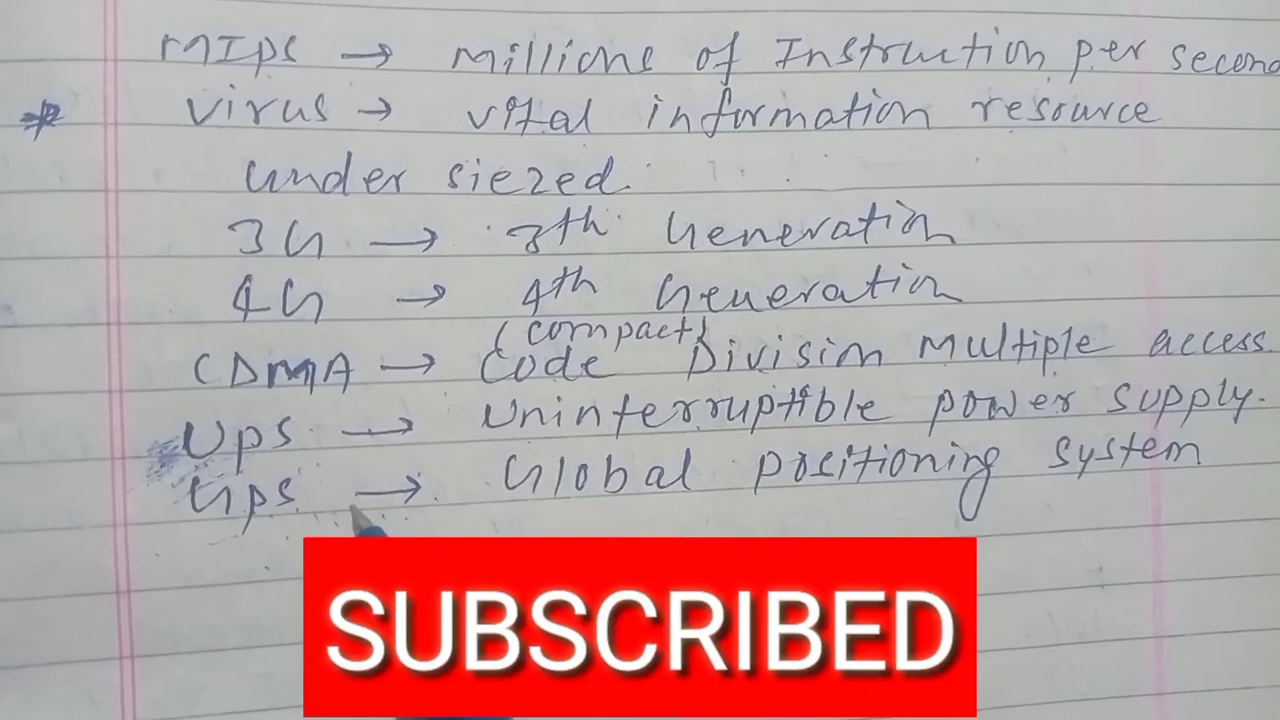 MIps → Millions of Instruction per second
* Virus → vital information resource
under siezed.
3G → 3th Generation
4G → 4th Generation
(compact)
CDMA → Code Division Multiple access
Ups → Uninterruptible power supply.
Gps → Global positioning system
SUBSCRIBED